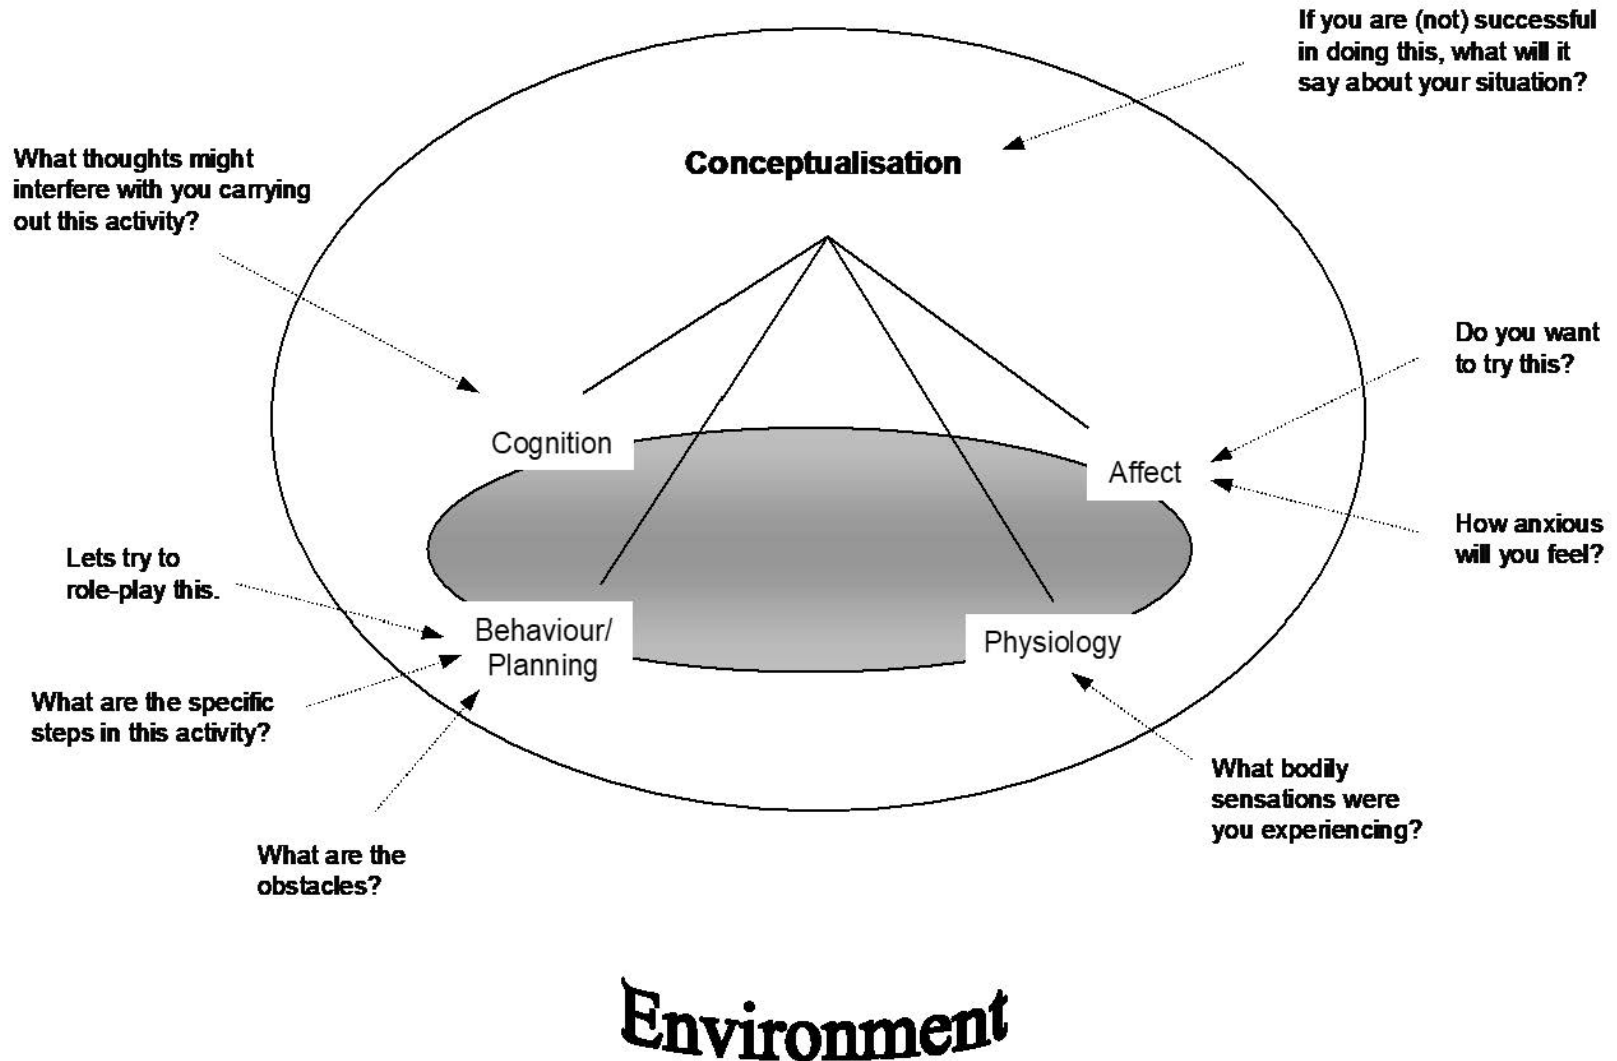 If you are (not) successful
in doing this, what will it
say about your situation?
What thoughts might
interfere with you carrying
out this activity?
Conceptualisation
Do you want
to try this?
Cognition
Affect
How anxious
will you feel?
Lets try to
role-play this.
Behaviour/
Planning
Physiology
What are the specific
steps in this activity?
What bodily
sensations were
you experiencing?
What are the
obstacles?
Environment